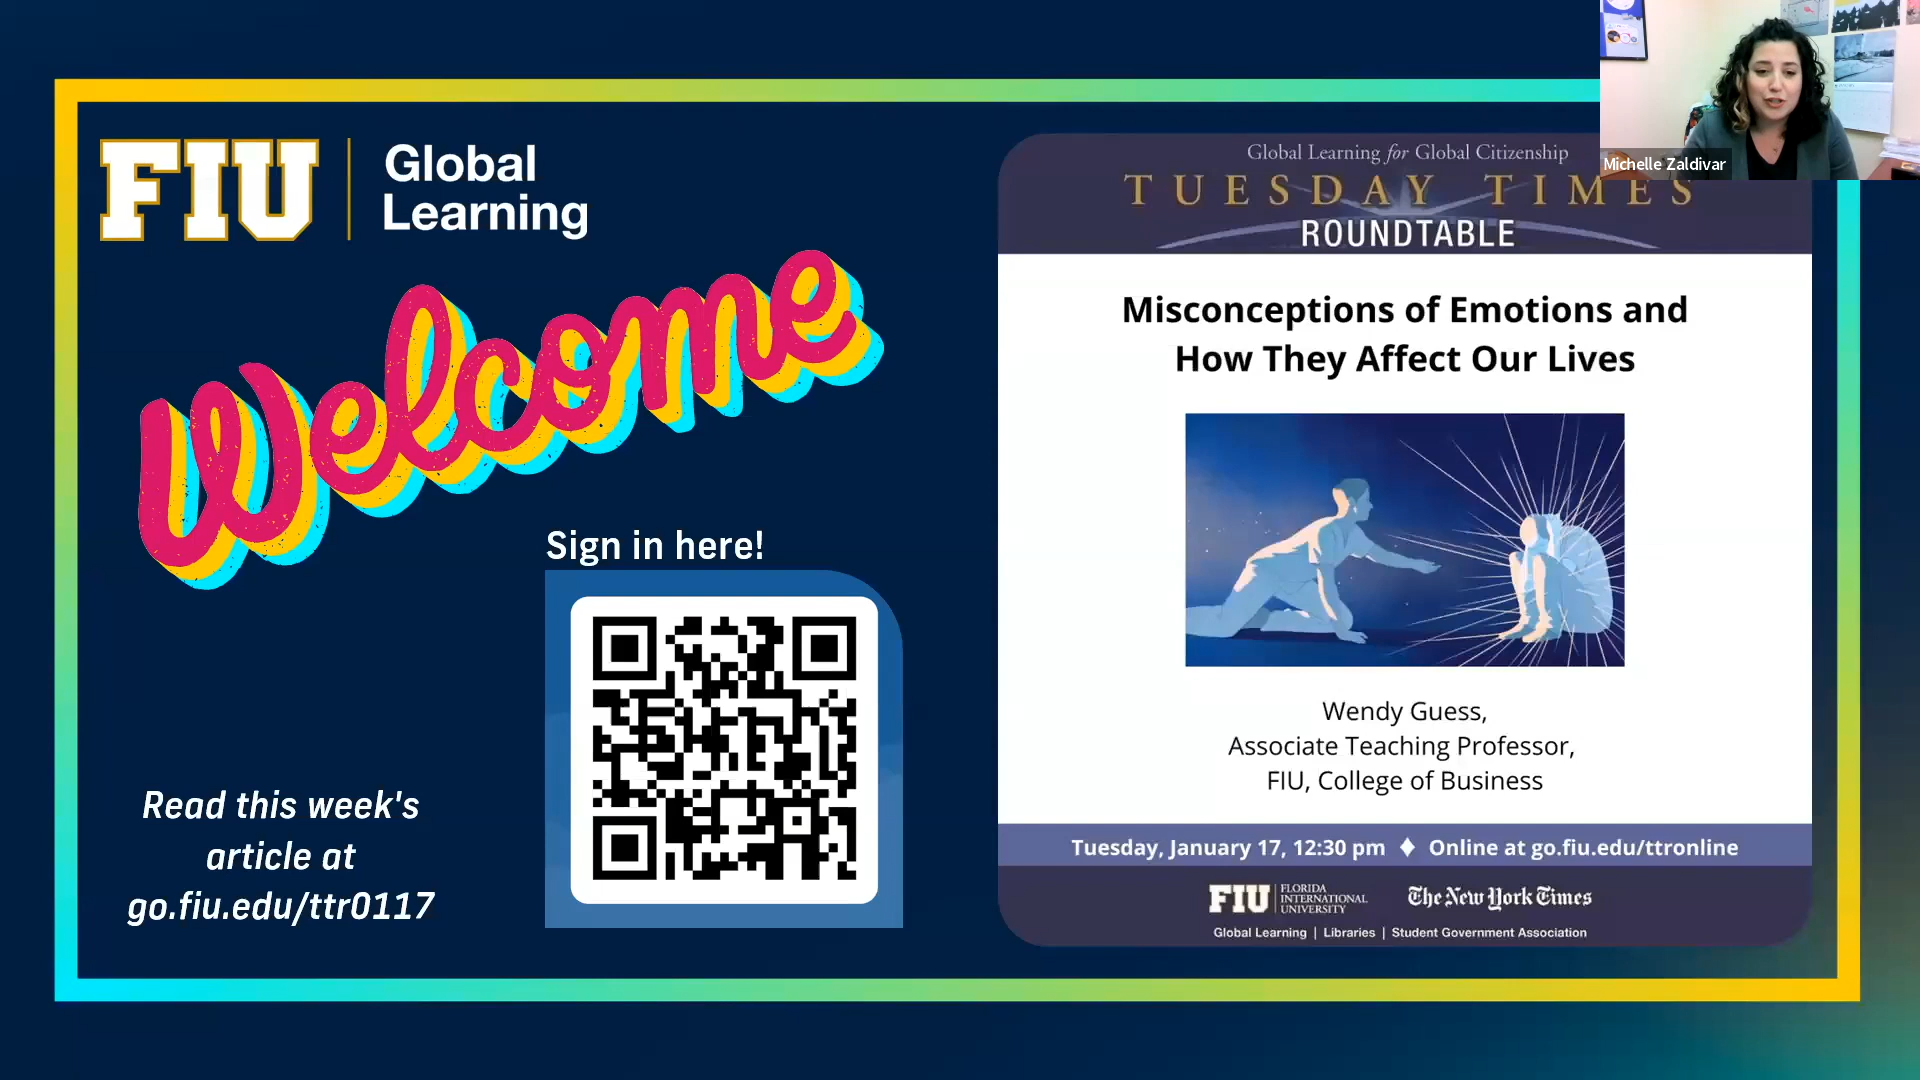 FIU
Global
Learning
Welcome
Sign in here!
Read this week's
article at
go.fiu.edu/ttr0117
Global Learning for Global Citizenship
TUESDAY TIMES
ROUNDTABLE
Misconceptions of Emotions and
How They Affect Our Lives
Wendy Guess,
Associate Teaching Professor,
FIU, College of Business
Tuesday, January 17, 12:30 pm ♦ Online at go.fiu.edu/ttronline
FIU
FLORIDA
INTERNATIONAL
UNIVERSITY
The New York Times
Global Learning | Libraries | Student Government Association
Michelle Zaldivar